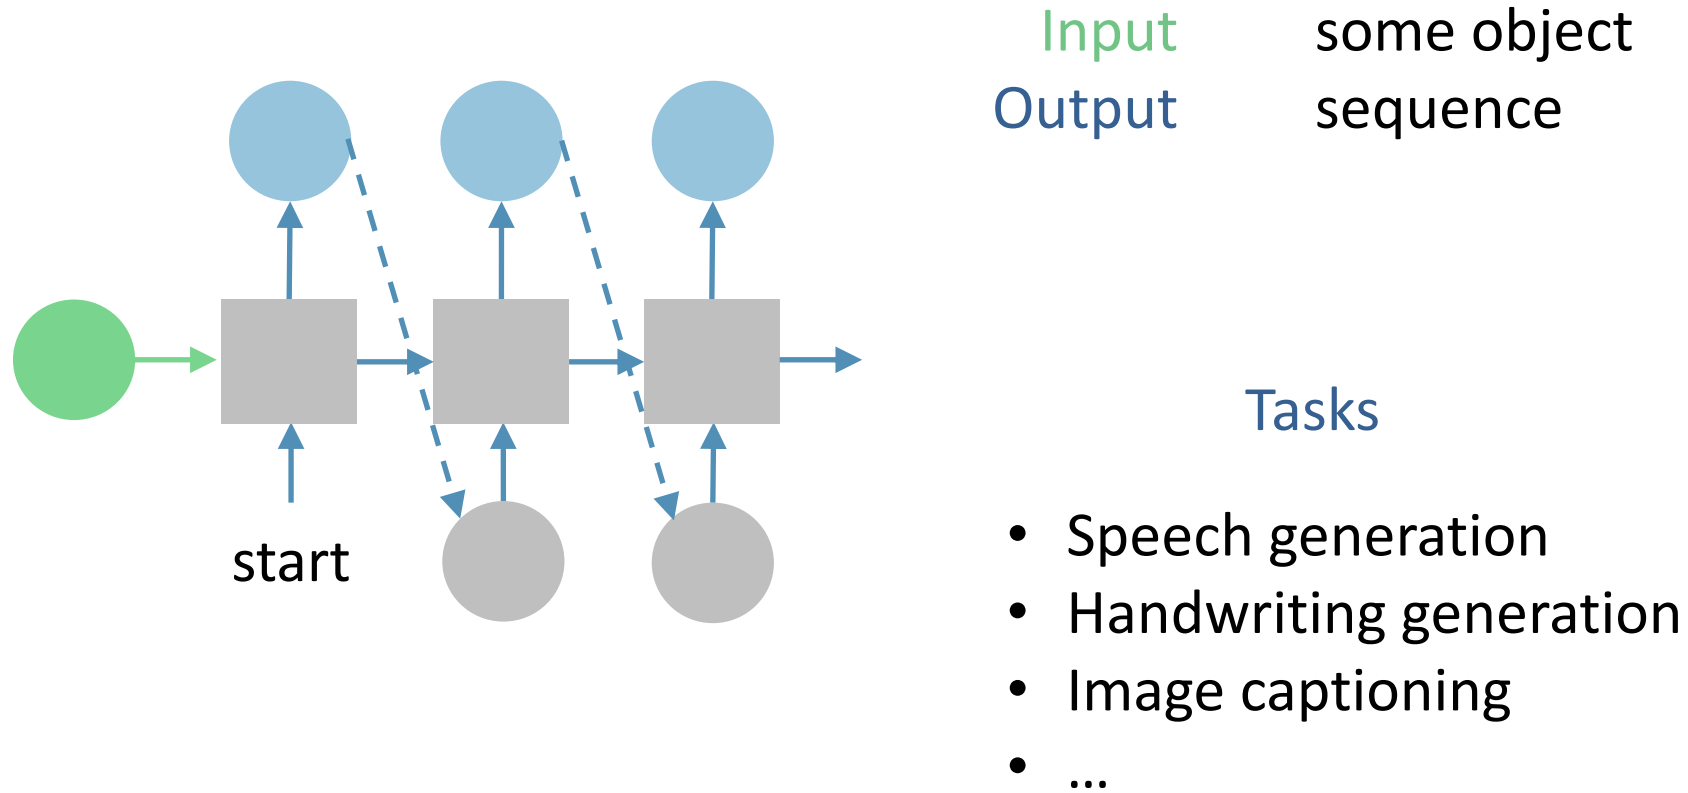 Input some object
Output sequence
start
Tasks
• Speech generation
• Handwriting generation
• Image captioning
• ...